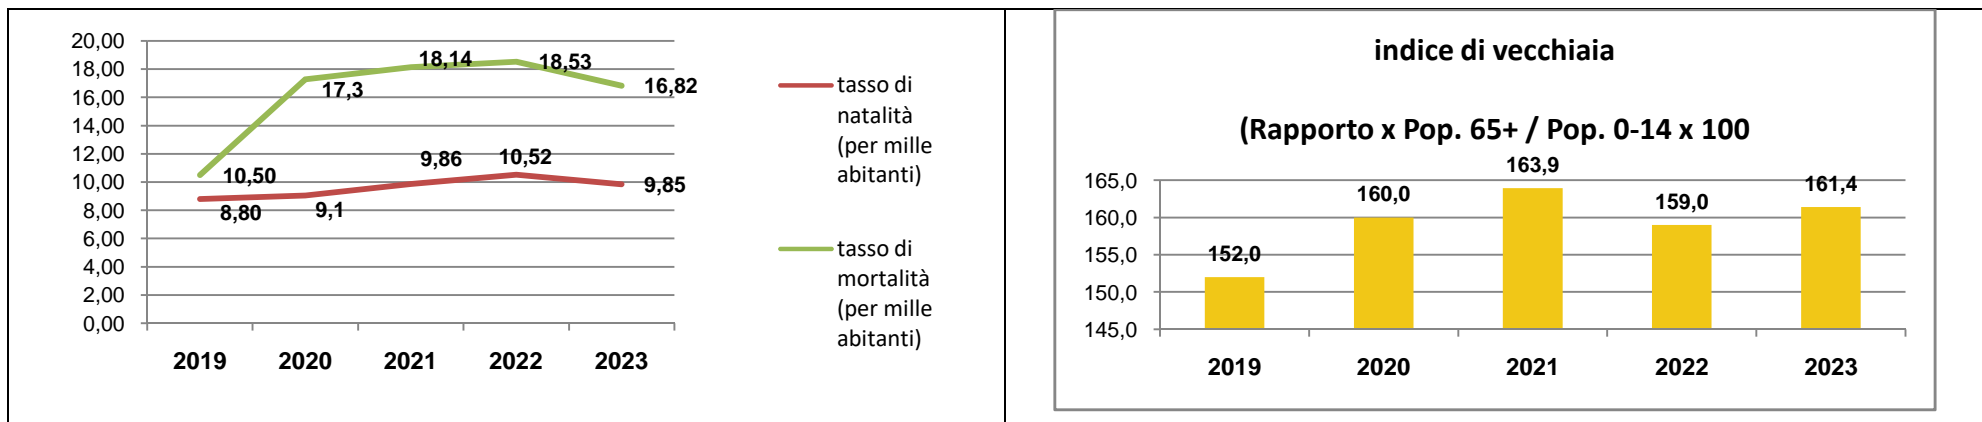 20,00
18,00
16,00
14,00
12,00
10,00
8,00
6,00
4,00
2,00
0,00
18,14
18,53
17,3
16,82
10,50
9,86
10,52
9,85
8,80
9,1
2019 2020 2021 2022 2023
tasso di
natalità
(per mille
abitanti)
tasso di
mortalità
(per mille
abitanti)
indice di vecchiaia
(Rapporto x Pop. 65+ / Pop. 0-14 x 100
165,0
160,0
155,0
150,0
145,0
152,0
160,0
163,9
159,0
161,4
2019 2020 2021 2022 2023